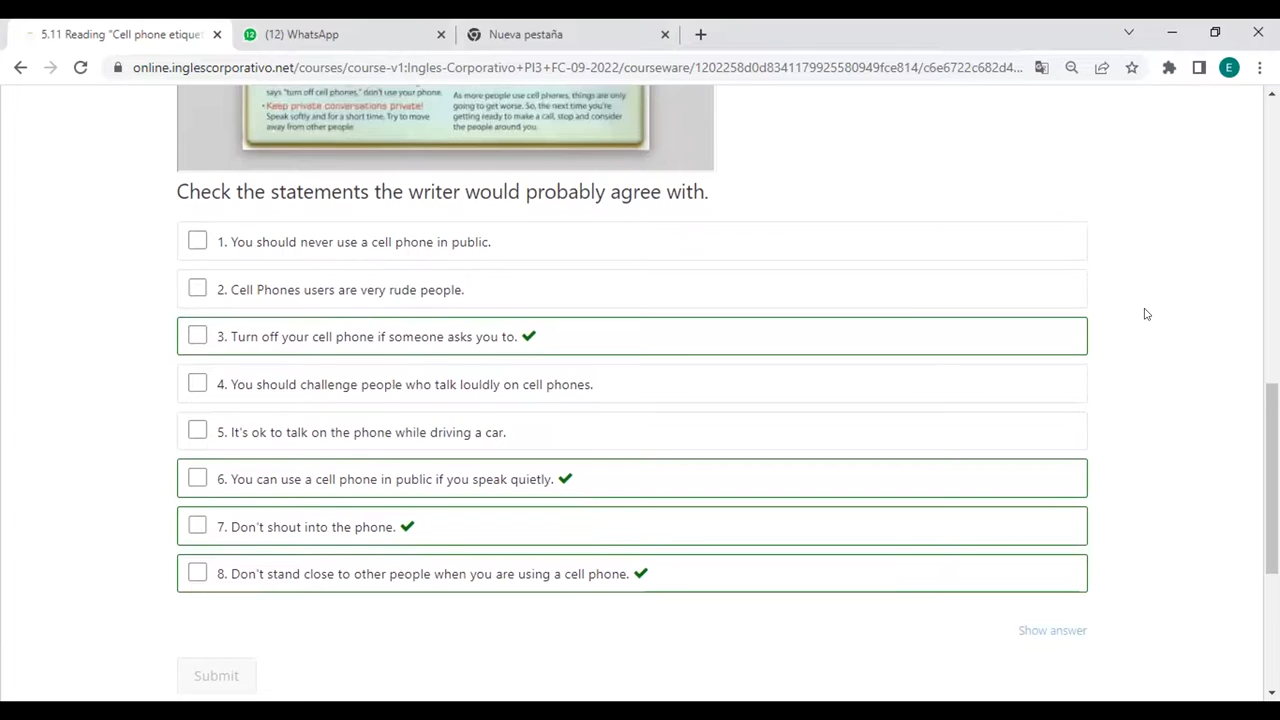 5.11 Reading "Cell phone etique
12
(12) WhatsApp
Nueva pestaña
online.inglescorporativo.net/courses/course-v1:Ingles-Corporativo+PI3+FC-09-2022/courseware/1202258d0d8341179925580949fce814/c6e6722c682d4...
E
says "turn off cell phones," don't use your phone.
• Keep private conversations private!
Speak softly and for a short time. Try to move
away from other people
As more people use cell phones, things are only
going to get worse. So, the next time you're
getting ready to make a call, stop and consider
the people around you.
Check the statements the writer would probably agree with.
1. You should never use a cell phone in public.
2. Cell Phones users are very rude people.
3. Turn off your cell phone if someone asks you to.
4. You should challenge people who talk louldly on cell phones.
5. It's ok to talk on the phone while driving a car.
6. You can use a cell phone in public if you speak quietly.
7. Don't shout into the phone.
8. Don't stand close to other people when you are using a cell phone.
Show answer
Submit